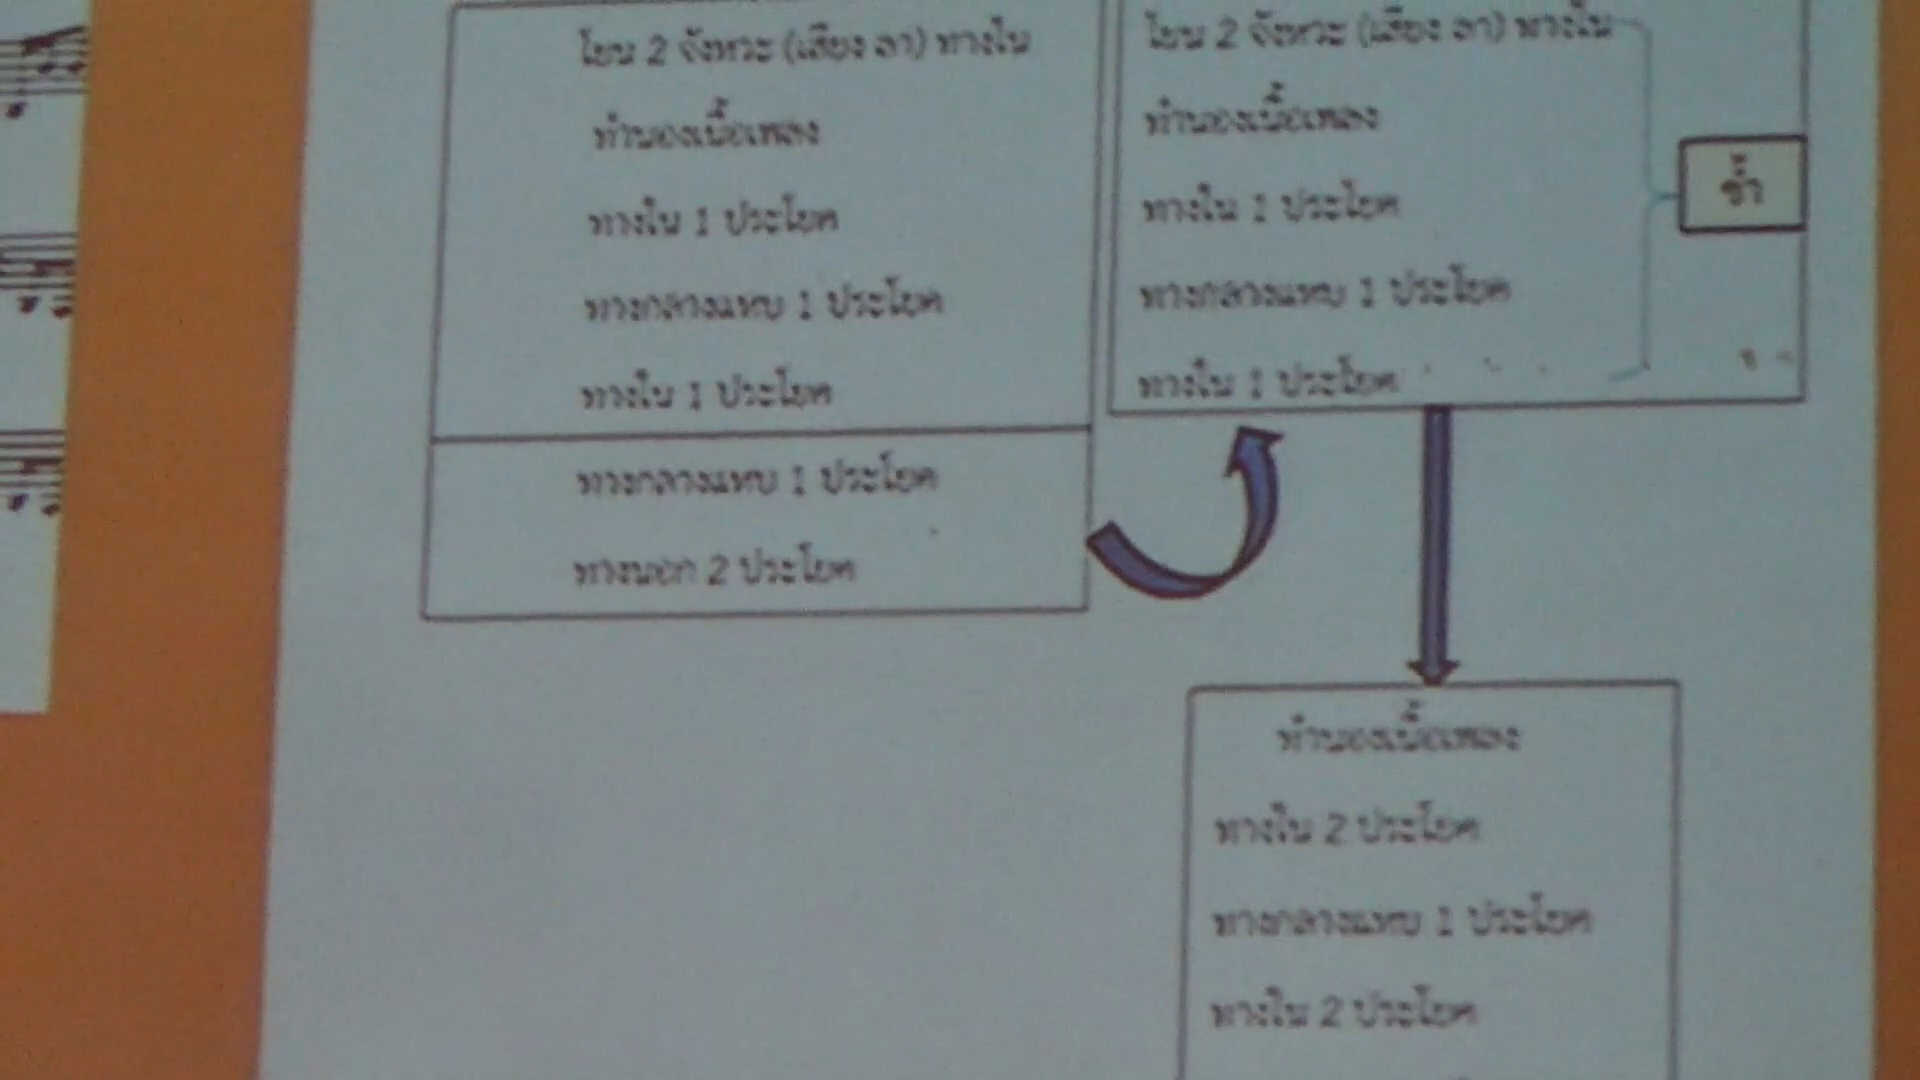 โยน 2 จังหวะ (เสียง ลา) ทางใน
ทำนองเนื้อเพลง
ทางใน 1 ประโยค
ทางกลางแหบ 1 ประโยค
ทางใน 1 ประโยค
ทางกลางแหบ 1 ประโยค
ทางนอก 2 ประโยค
โยน 2 จังหวะ (เสียง ลา) ทางใน
ทำนองเนื้อเพลง
ทางใน 1 ประโยค
ทางกลางแหบ 1 ประโยค
ทางใน 1 ประโยค
ซ้ำ
ทำนองเนื้อเพลง
ทางใน 2 ประโยค
ทางกลางแหบ 1 ประโยค
ทางใน 2 ประโยค